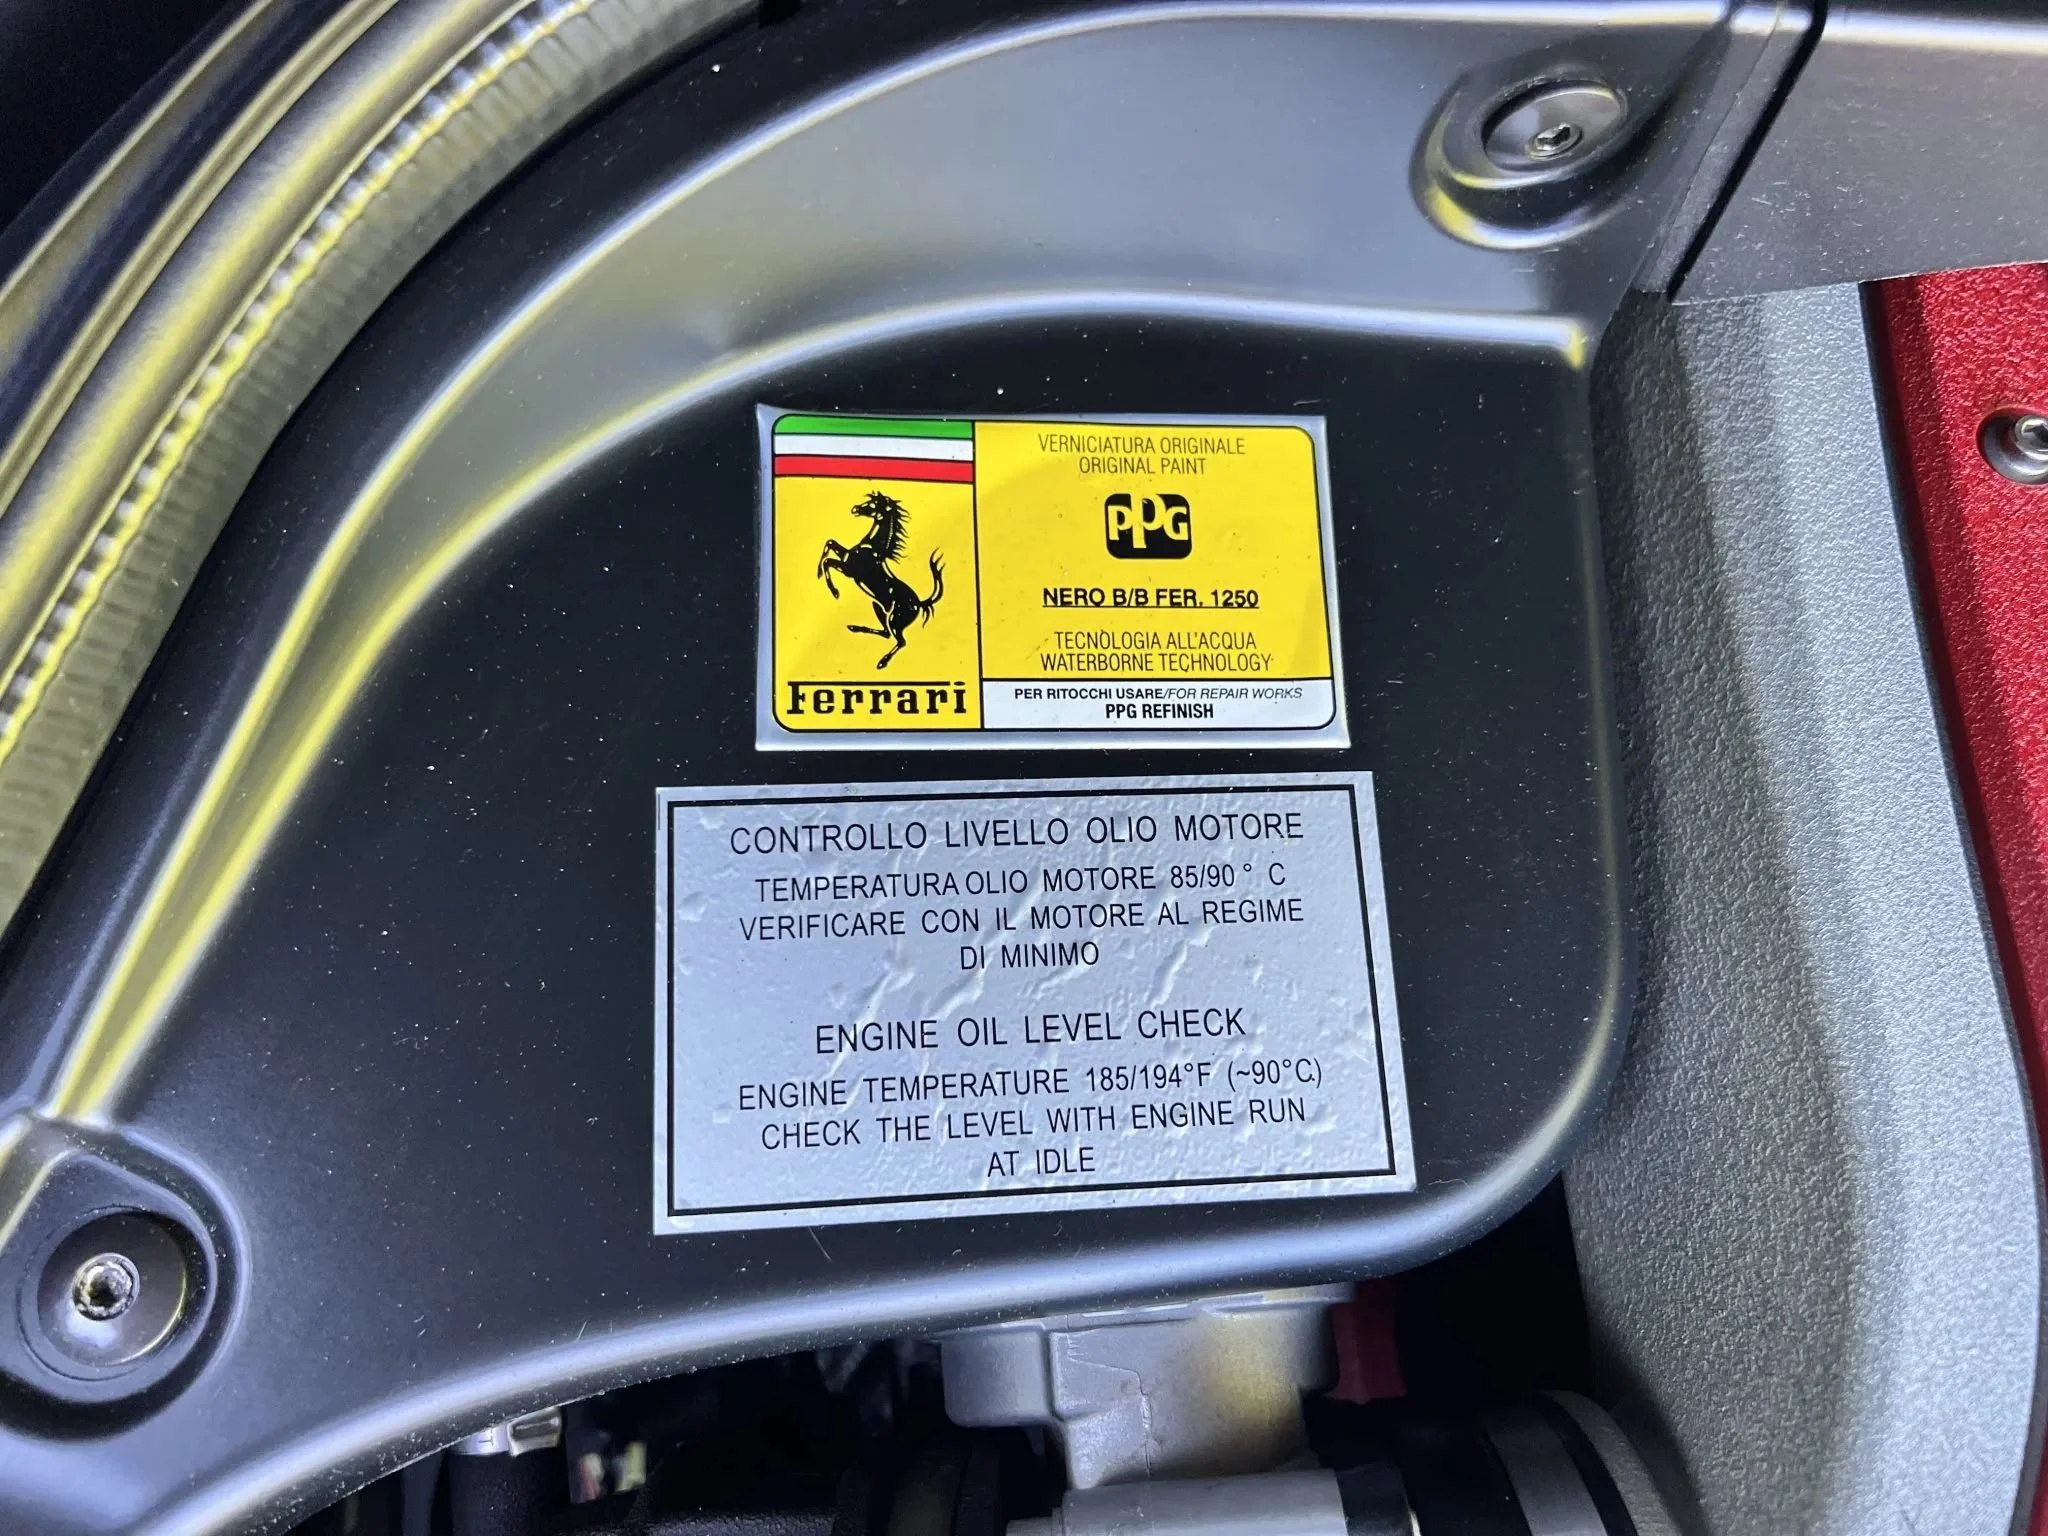 VERNICIATURA ORIGINALE
ORIGINAL PAINT
PPG
NERO B/B FER. 1250
TECNOLOGIA ALL'ACQUA
WATERBORNE TECHNOLOGY
Ferrari
PER RITOCCHI USARE/FOR REPAIR WORKS
PPG REFINISH
CONTROLLO LIVELLO OLIO MOTORE
TEMPERATURA OLIO MOTORE 85/90° C
VERIFICARE CON IL MOTORE AL REGIME
DI MINIMO
ENGINE OIL LEVEL CHECK
ENGINE TEMPERATURE 185/194°F (~90°C.)
CHECK THE LEVEL WITH ENGINE RUN
AT IDLE